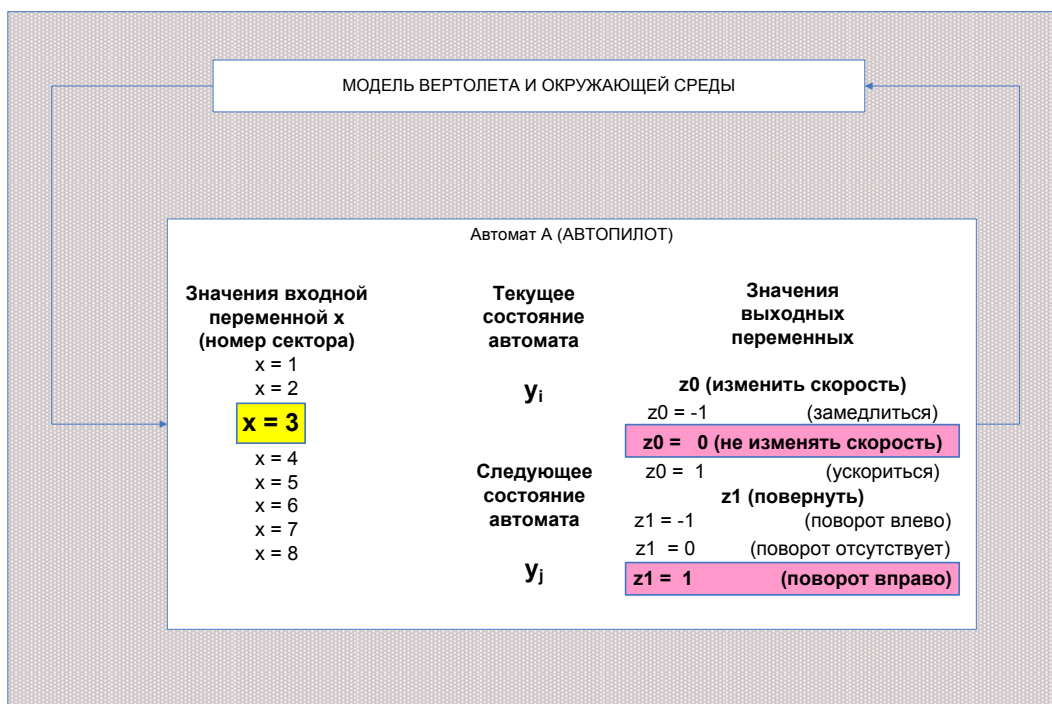 МОДЕЛЬ ВЕРТОЛЕТА И ОКРУЖАЮЩЕЙ СРЕДЫ
Автомат А (АВТОПИЛОТ)
Значения входной
переменной x
(номер сектора)
x = 1
x = 2
x = 3
x = 4
x = 5
x = 6
x = 7
x = 8
Текущее
состояние
автомата
yi
Следующее
состояние
автомата
yj
Значения
выходных
переменных
z0 (изменить скорость)
z0 = -1 (замедлиться)
z0 = 0 (не изменять скорость)
z0 = 1 (ускориться)
z1 (повернуть)
z1 = -1 (поворот влево)
z1 = 0 (поворот отсутствует)
z1 = 1 (поворот вправо)